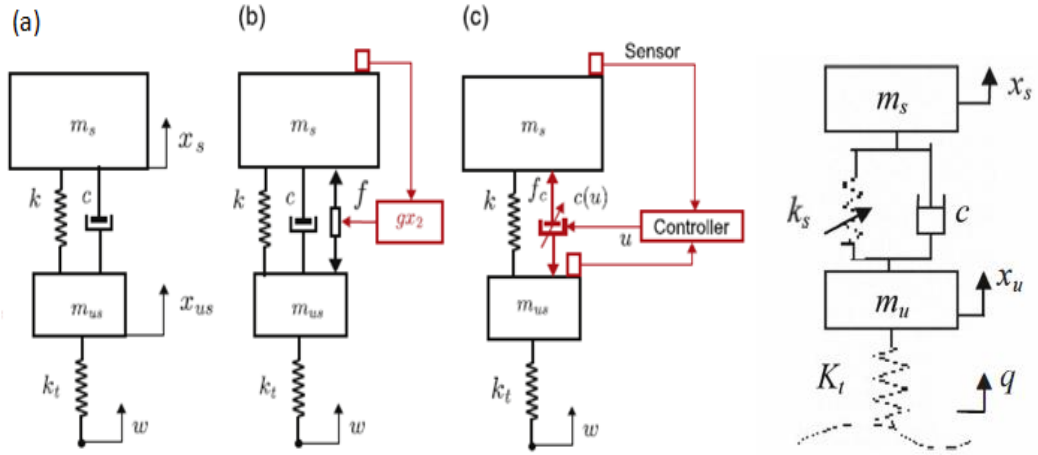 (a)
m_s
x_s
k
c
m_us
x_us
k_t
w
(b)
m_s
k
c
f
gx_2
m_us
k_t
w
(c)
Sensor
m_s
k
f_c
c(u)
u
Controller
m_us
k_t
w
m_s
x_s
k_s
c
m_u
x_u
K_t
q